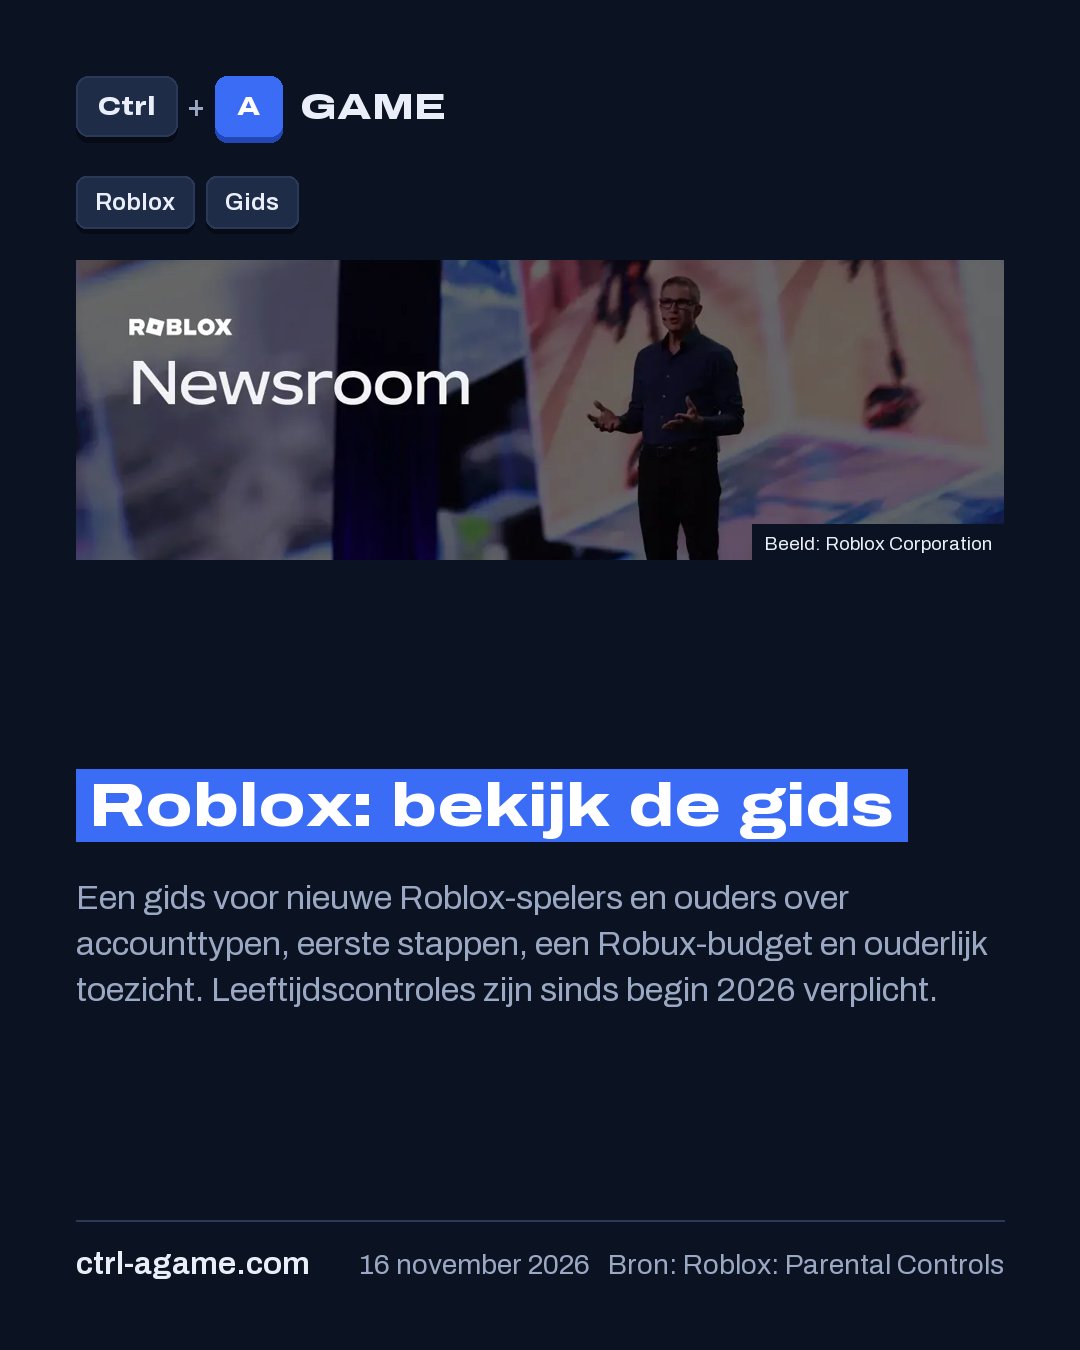 Ctrl + A GAME
Roblox Gids
ROBLOX
Newsroom
Beeld: Roblox Corporation
Roblox: bekijk de gids
Een gids voor nieuwe Roblox-spelers en ouders over
accounttypen, eerste stappen, een Robux-budget en ouderlijk
toezicht. Leeftijdscontroles zijn sinds begin 2026 verplicht.
ctrl-agame.com 16 november 2026 Bron: Roblox: Parental Controls